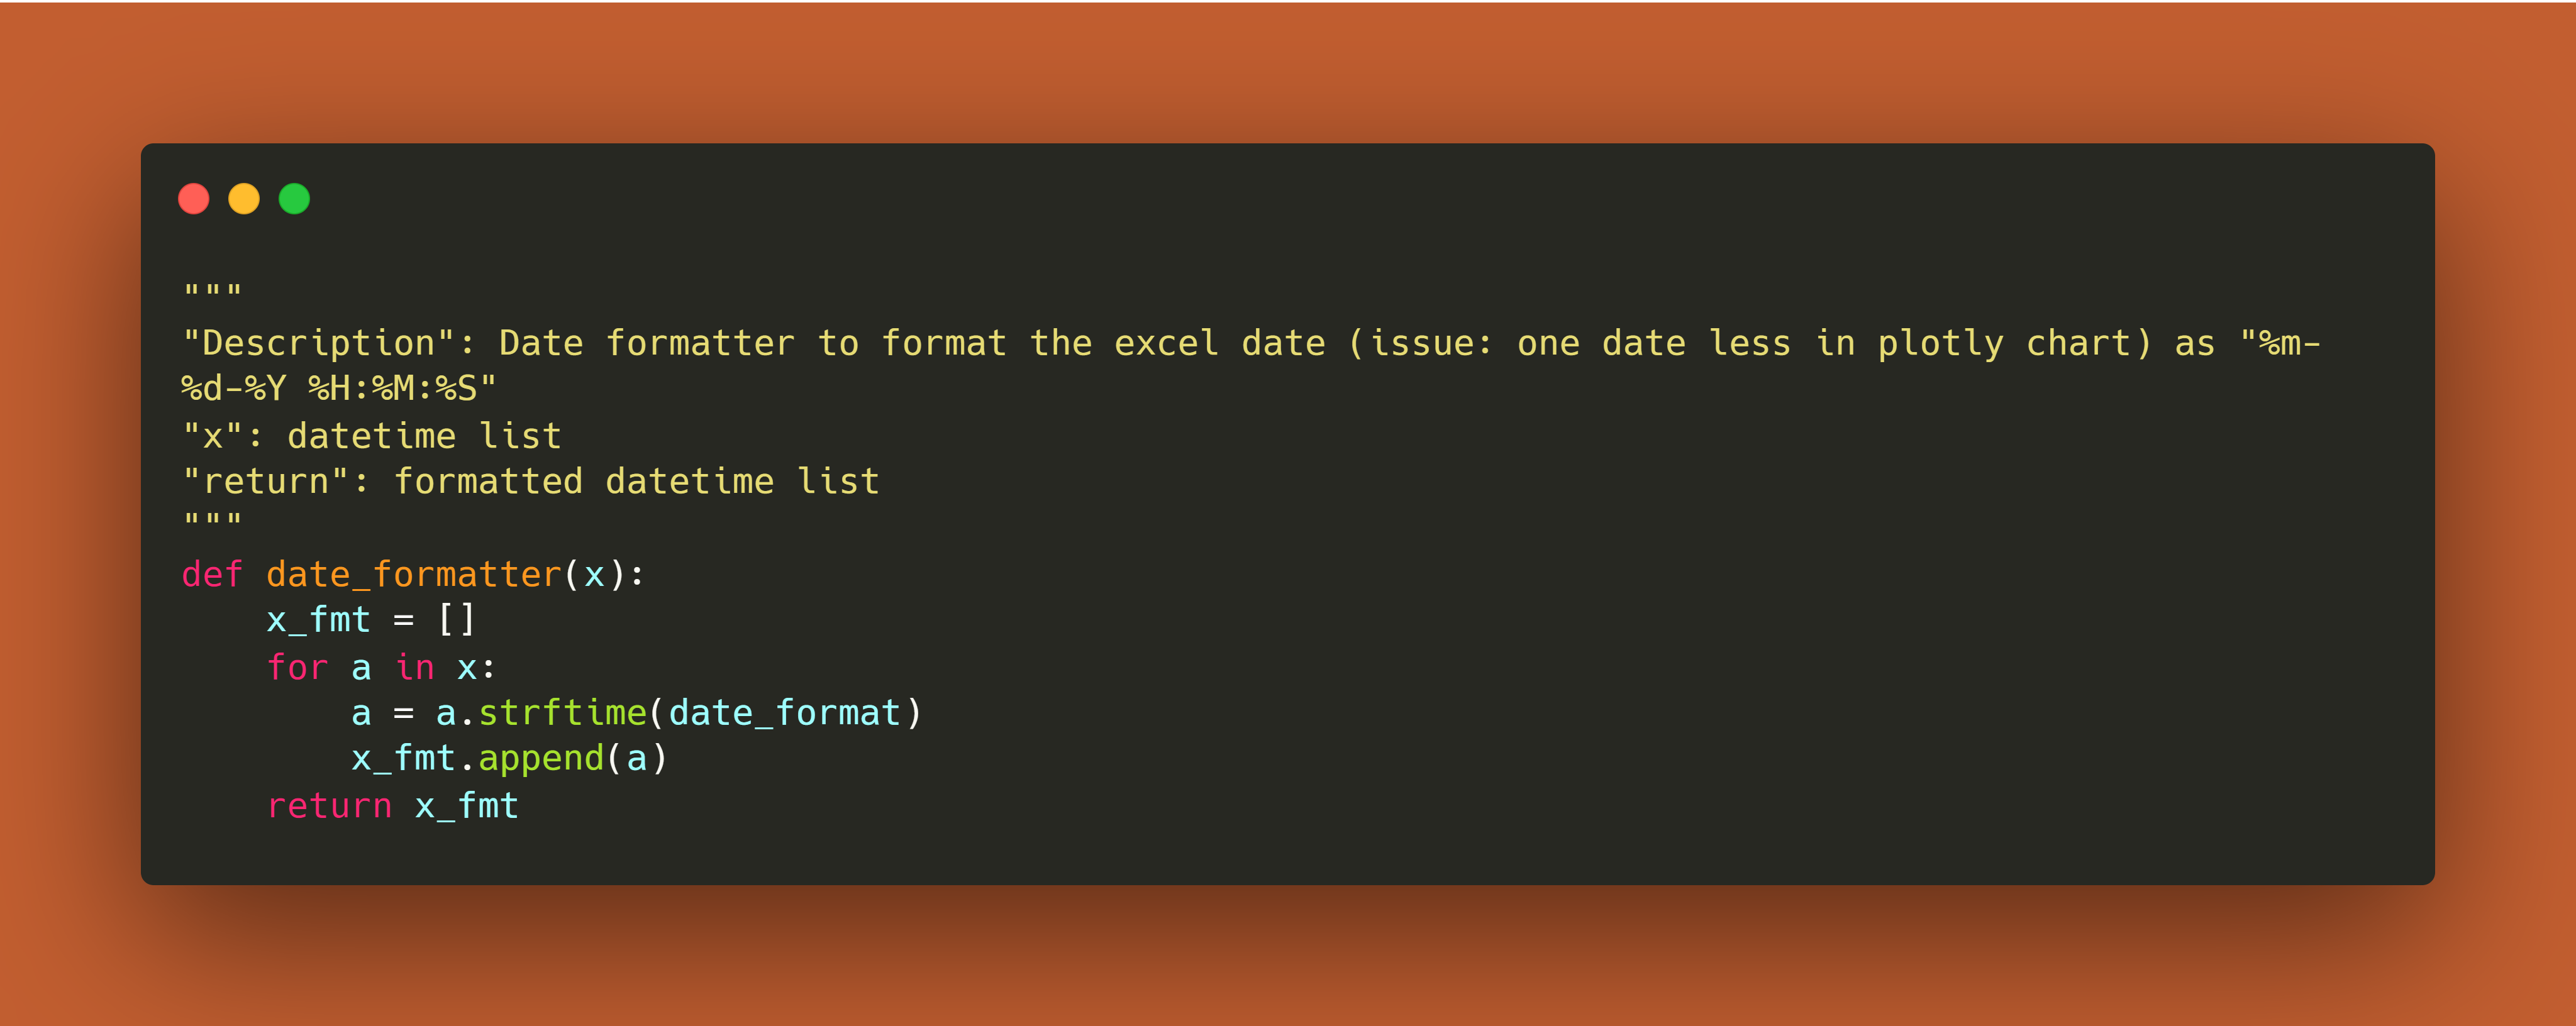 """
"Description": Date formatter to format the excel date (issue: one date less in plotly chart) as "%m-
%d-%Y %H:%M:%S"
"x": datetime list
"return": formatted datetime list
"""
def date_formatter(x):
    x_fmt = []
    for a in x:
        a = a.strftime(date_format)
        x_fmt.append(a)
    return x_fmt